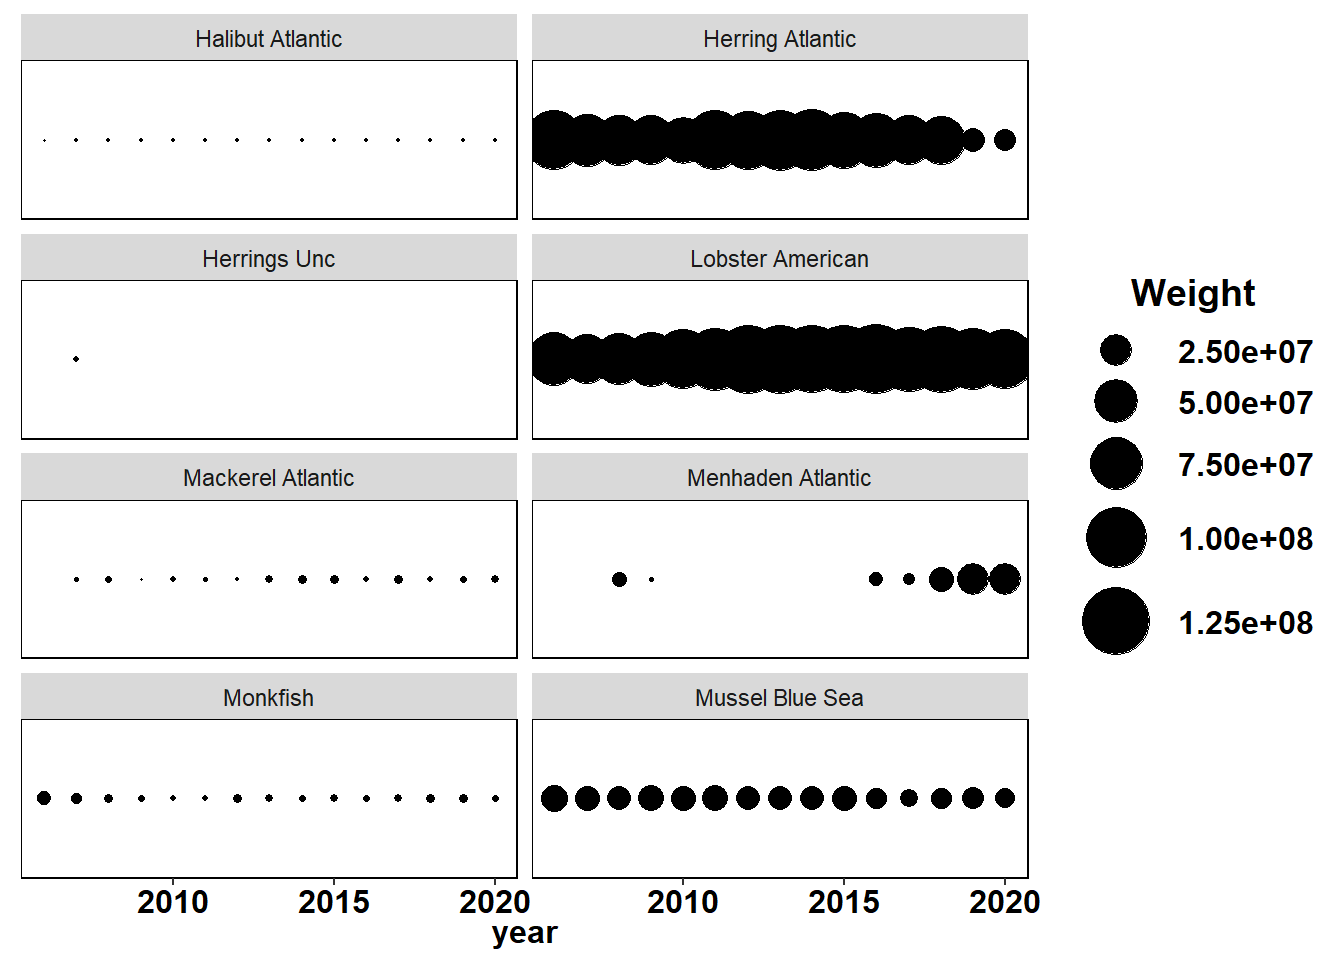 Halibut Atlantic
Herring Atlantic
Herrings Unc
Lobster American
Mackerel Atlantic
Menhaden Atlantic
Monkfish
Mussel Blue Sea
2010 2015 2020
2010 2015 2020
year
Weight
2.50e+07
5.00e+07
7.50e+07
1.00e+08
1.25e+08